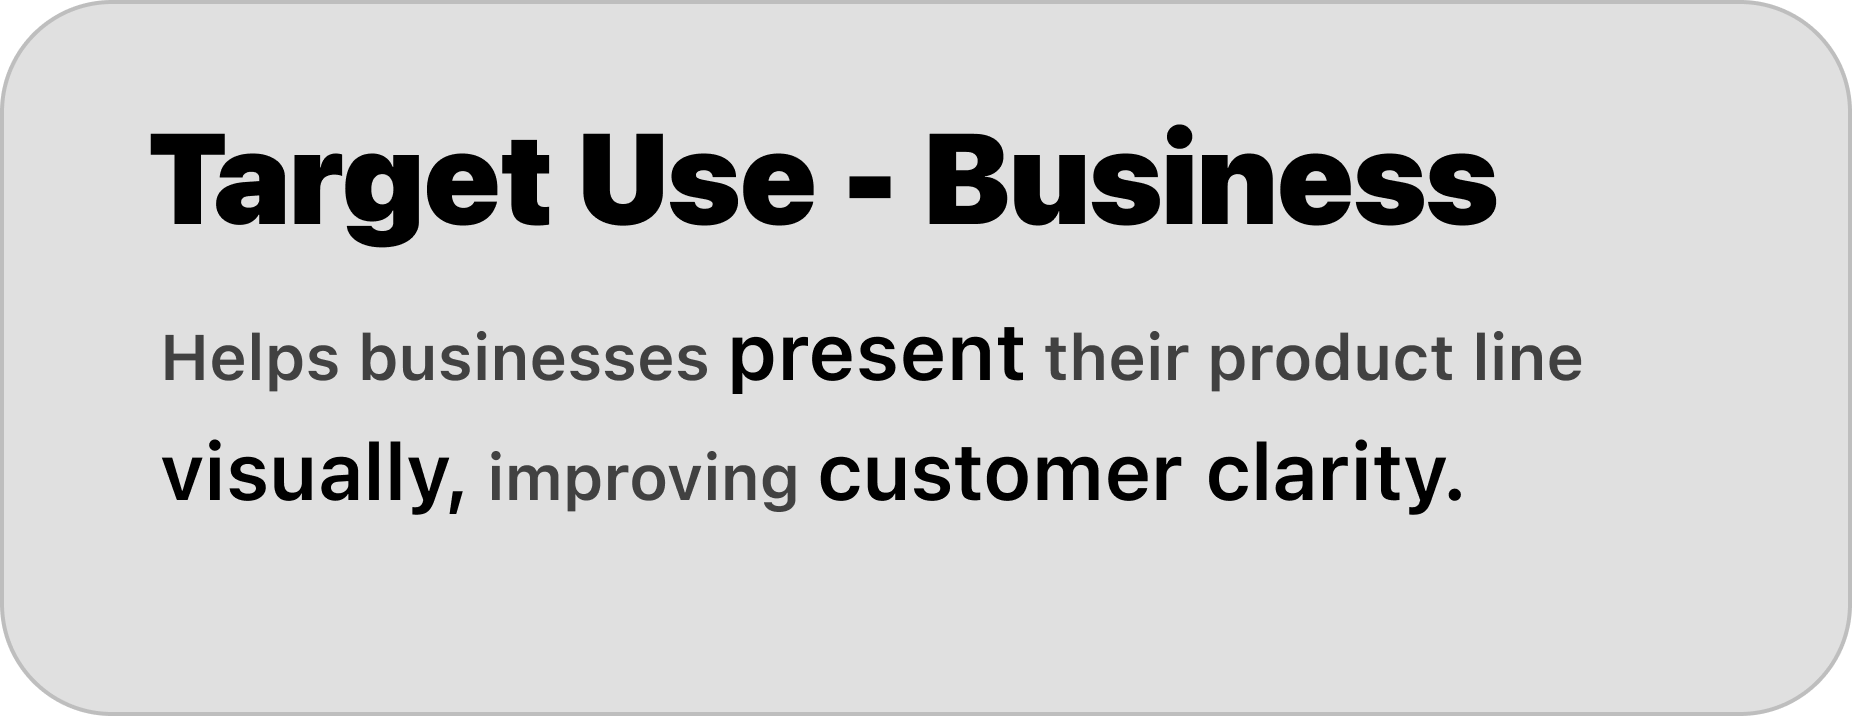 Target Use - Business
Helps businesses present their product line
visually, improving customer clarity.